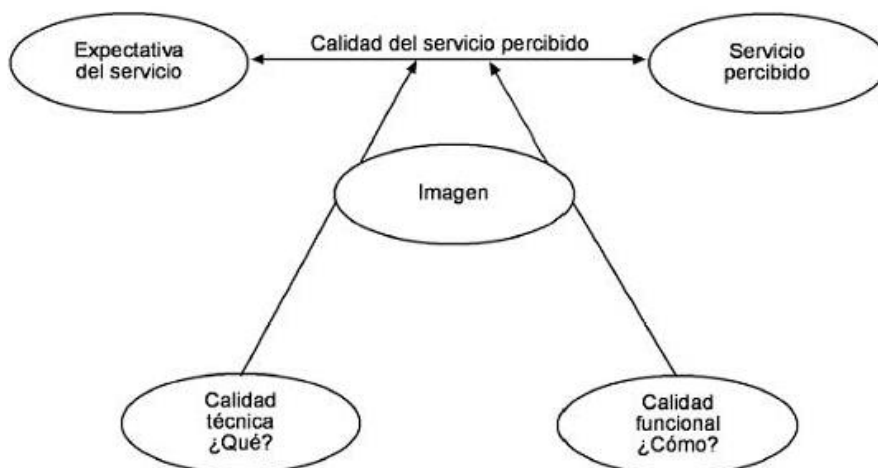 Expectativa
del servicio
Calidad del servicio percibido
Servicio
percibido
Imagen
Calidad
técnica
¿Qué?
Calidad
funcional
¿Cómo?